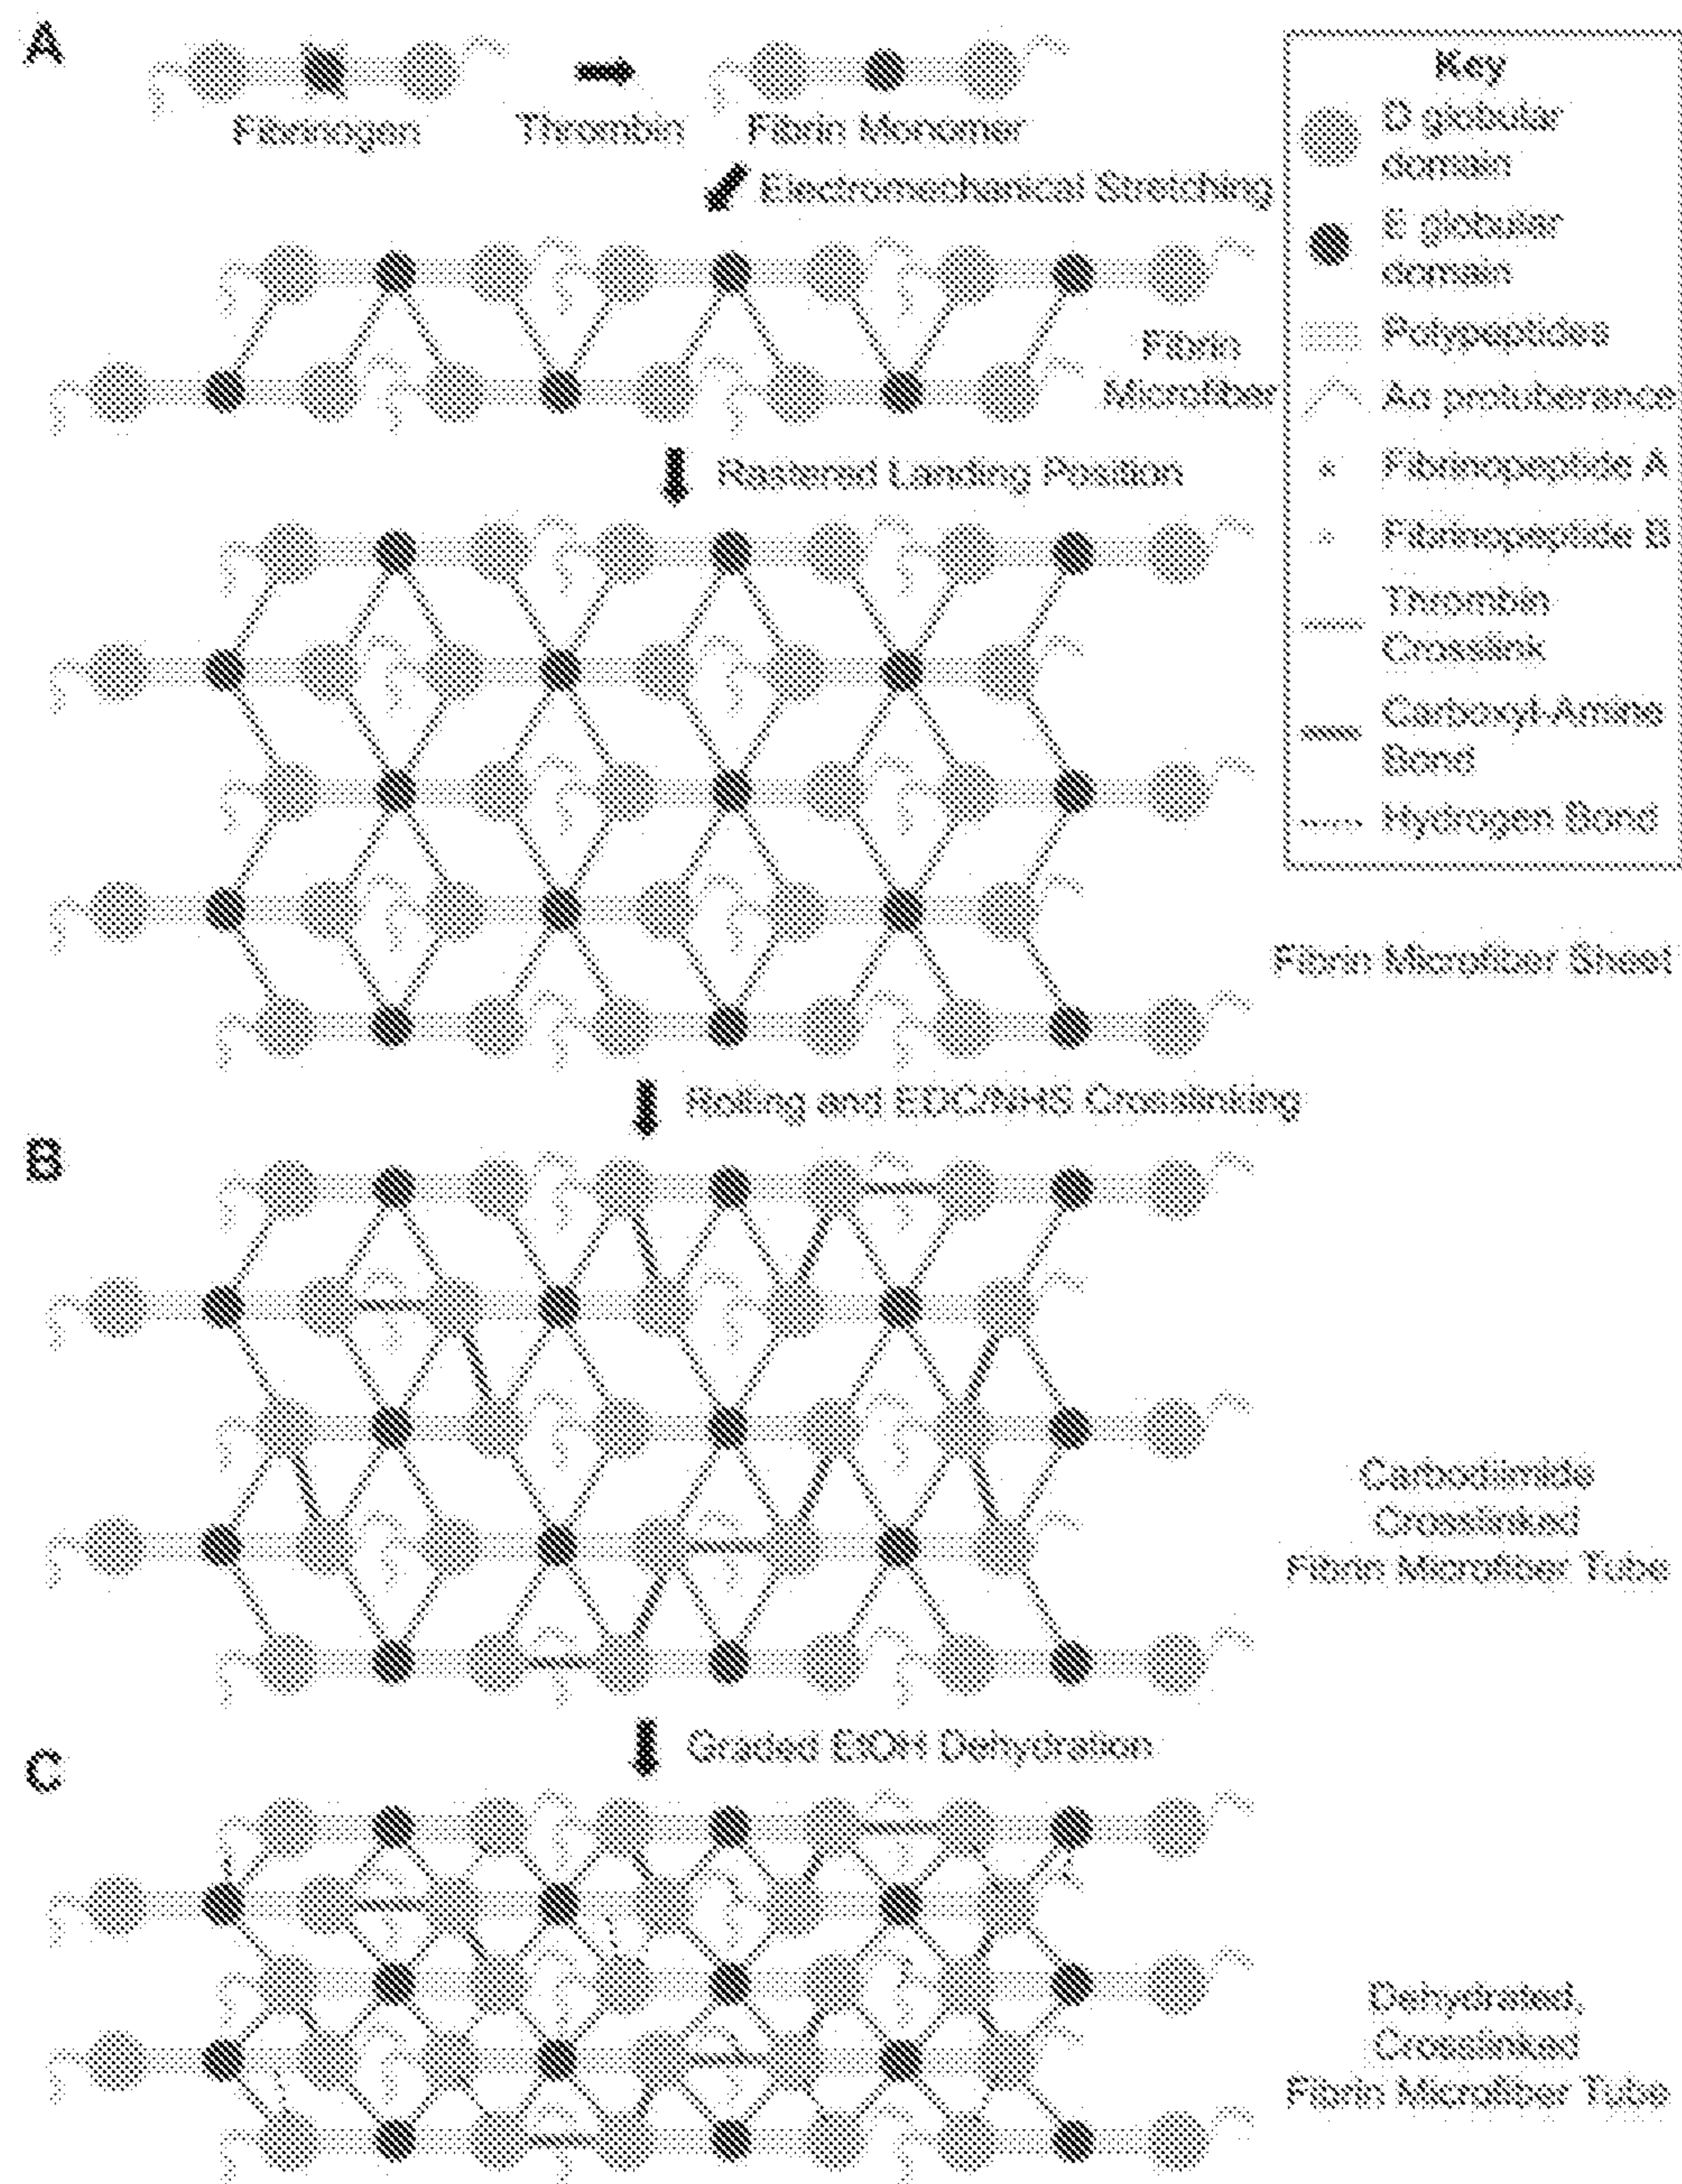 A
Fibrinogen
Thrombin
Fibrin Monomer
Electromechanical Stretching
Fibrin
Microfiber
Rastered Landing Position
Fibrin Microfiber Sheet
Rolling and EDC/NHS Crosslinking
Key
D globular
domain
E globular
domain
Polypeptides
Aα protuberance
Fibrinopeptide A
Fibrinopeptide B
Thrombin
Crosslink
Carboxyl-Amine
Bond
Hydrogen Bond
B
Carbodiimide
Crosslinked
Fibrin Microfiber Tube
Graded EtOH Dehydration
C
Dehydrated,
Crosslinked
Fibrin Microfiber Tube